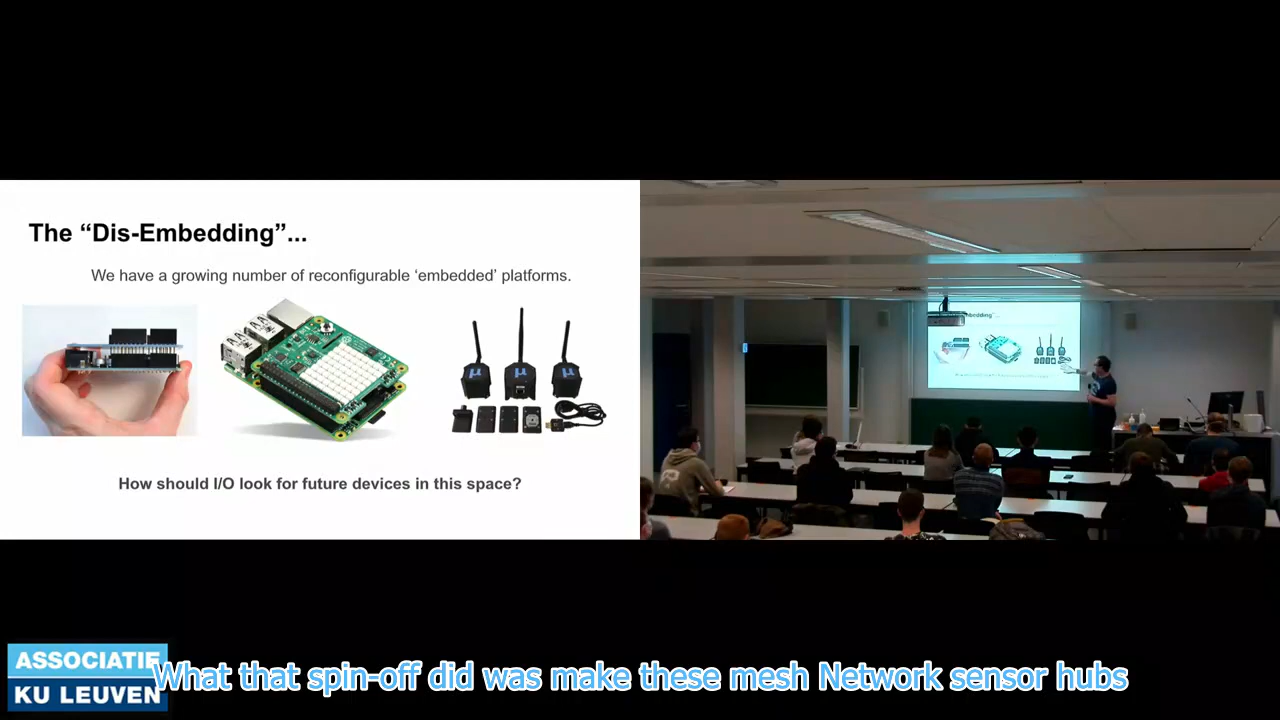 The “Dis-Embedding”...
We have a growing number of reconfigurable ‘embedded’ platforms.
µ µ µ
How should I/O look for future devices in this space?
ASSOCIATIE
KU LEUVEN
What that spin-off did was make these mesh Network sensor hubs